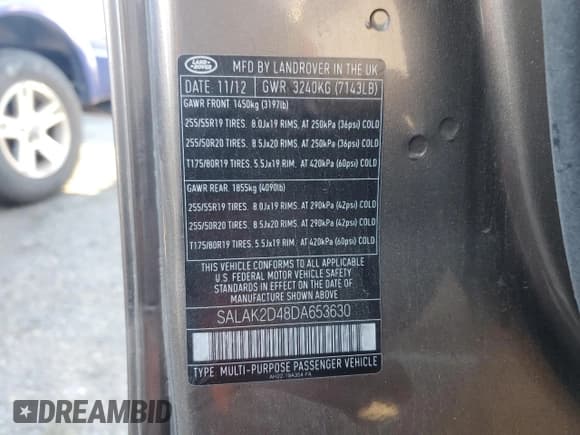 LAND ROVER
MFD BY LANDROVER IN THE UK
DATE 11/12 GWR 3240KG (7143LB)
GAWR FRONT 1450kg (3197lb)
255/55R19 TIRES. 8.0Jx19 RIMS. AT 250kPa (36psi) COLD
255/50R20 TIRES. 8.5Jx20 RIMS. AT 250kPa (36psi) COLD
T175/80R19 TIRES. 5.5Jx19 RIM. AT 420kPa (60psi) COLD
GAWR REAR 1855kg (4090lb)
255/55R19 TIRES. 8.0Jx19 RIMS. AT 290kPa (42psi) COLD
255/50R20 TIRES. 8.5Jx20 RIMS. AT 290kPa (42psi) COLD
T175/80R19 TIRES. 5.5Jx19 RIM. AT 420kPa (60psi) COLD
THIS VEHICLE CONFORMS TO ALL APPLICABLE
U.S. FEDERAL MOTOR VEHICLE SAFETY
STANDARDS IN EFFECT ON THE DATE OF
MANUFACTURE SHOWN ABOVE.
SALAK2D48DA653630
TYPE: MULTI-PURPOSE PASSENGER VEHICLE
AH22 19A354 FA
DREAMBID